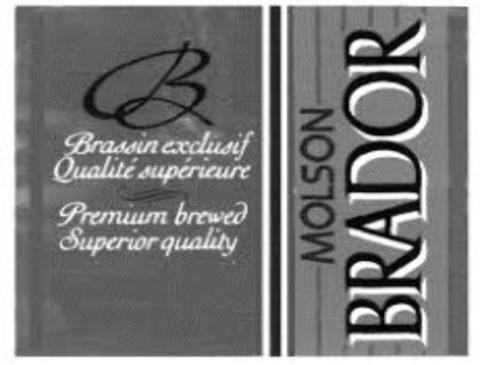 B
Brassin exclusif
Qualité supérieure
Premium brewed
Superior quality
MOLSON
BRADOR